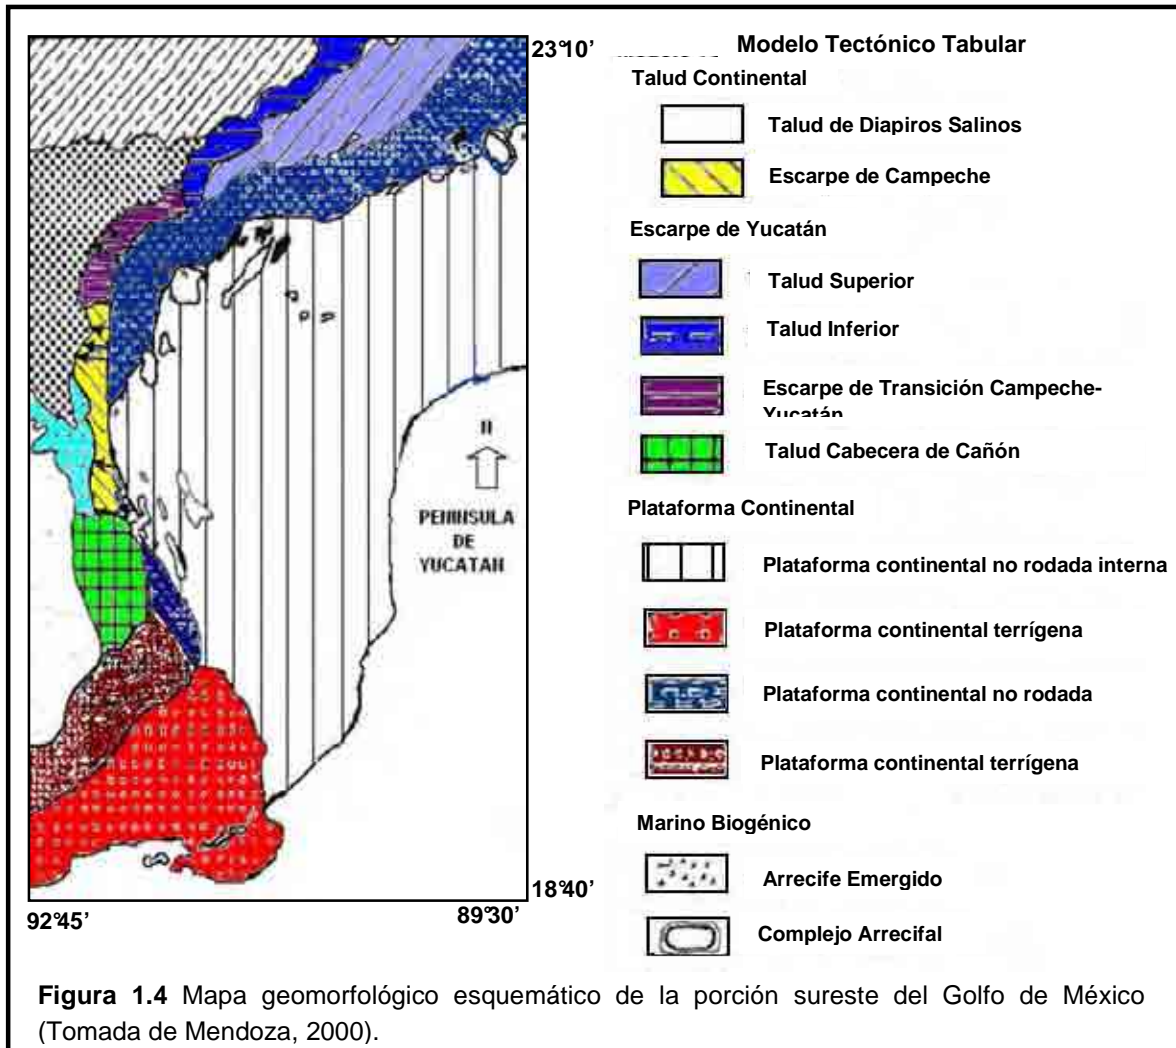 23°10’
Modelo Tectónico Tabular
Talud Continental
Talud de Diapiros Salinos
Escarpe de Campeche
Escarpe de Yucatán
Talud Superior
Talud Inferior
Escarpe de Transición Campeche-
Yucatán
Talud Cabecera de Cañón
Plataforma Continental
Plataforma continental no rodada interna
Plataforma continental terrígena
Plataforma continental no rodada
Plataforma continental terrígena
Marino Biogénico
Arrecife Emergido
Complejo Arrecifal
N
PENINSULA
DE
YUCATAN
18°40’
92°45’
89°30’
Figura 1.4 Mapa geomorfológico esquemático de la porción sureste del Golfo de México
(Tomada de Mendoza, 2000).